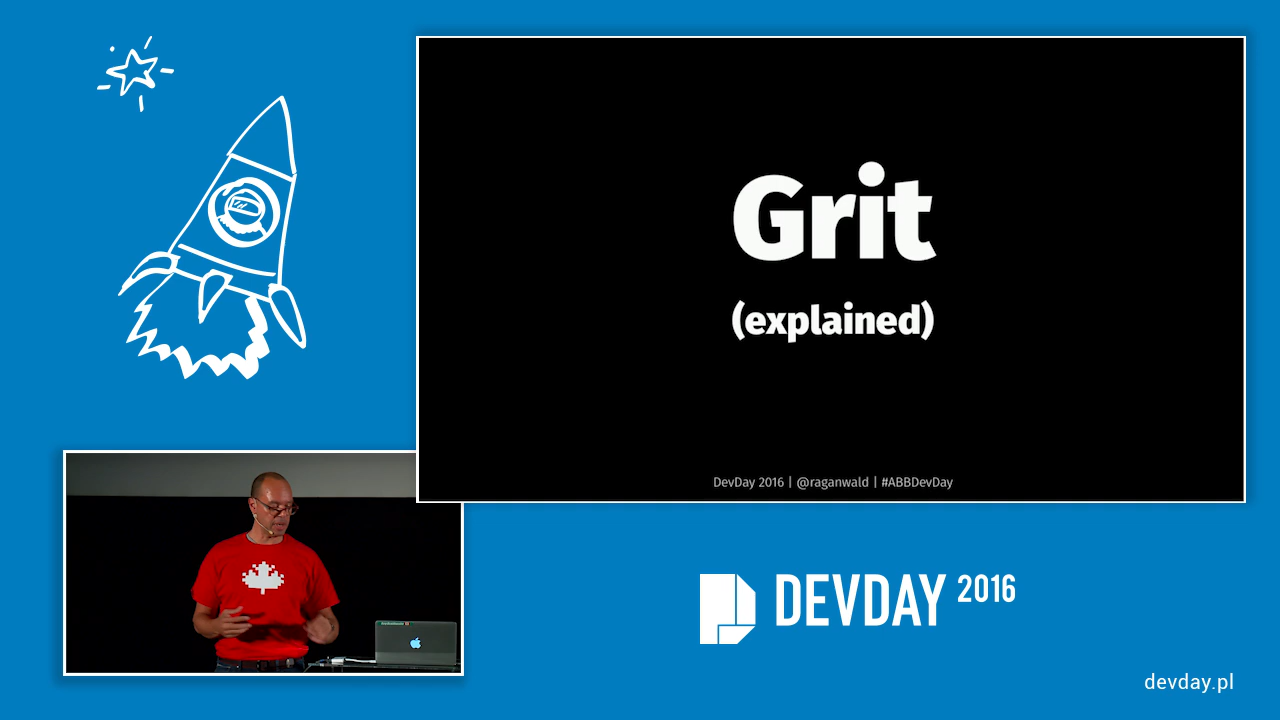 Grit
(explained)
DevDay 2016 | @raganwald | #ABBDevDay
DEVDAY 2016
devday.pl